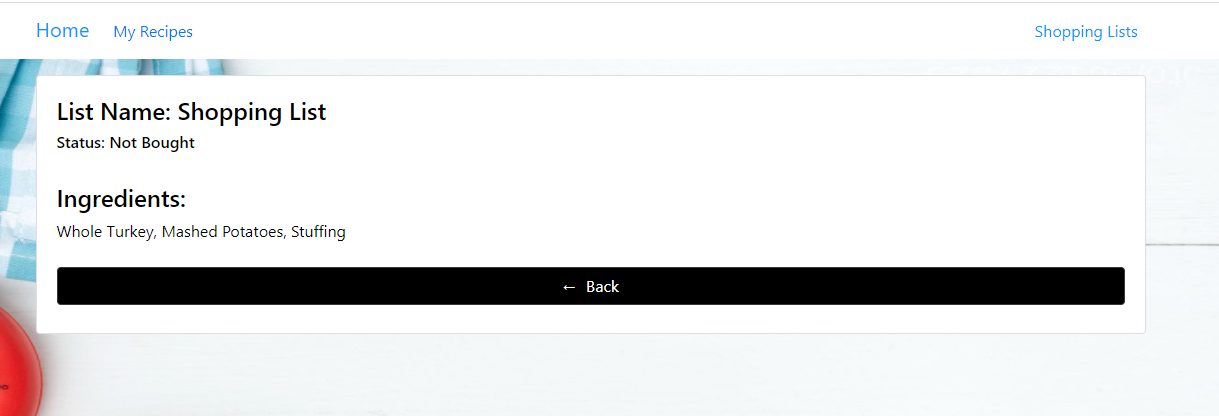 Home My Recipes Shopping Lists
List Name: Shopping List
Status: Not Bought
Ingredients:
Whole Turkey, Mashed Potatoes, Stuffing
← Back